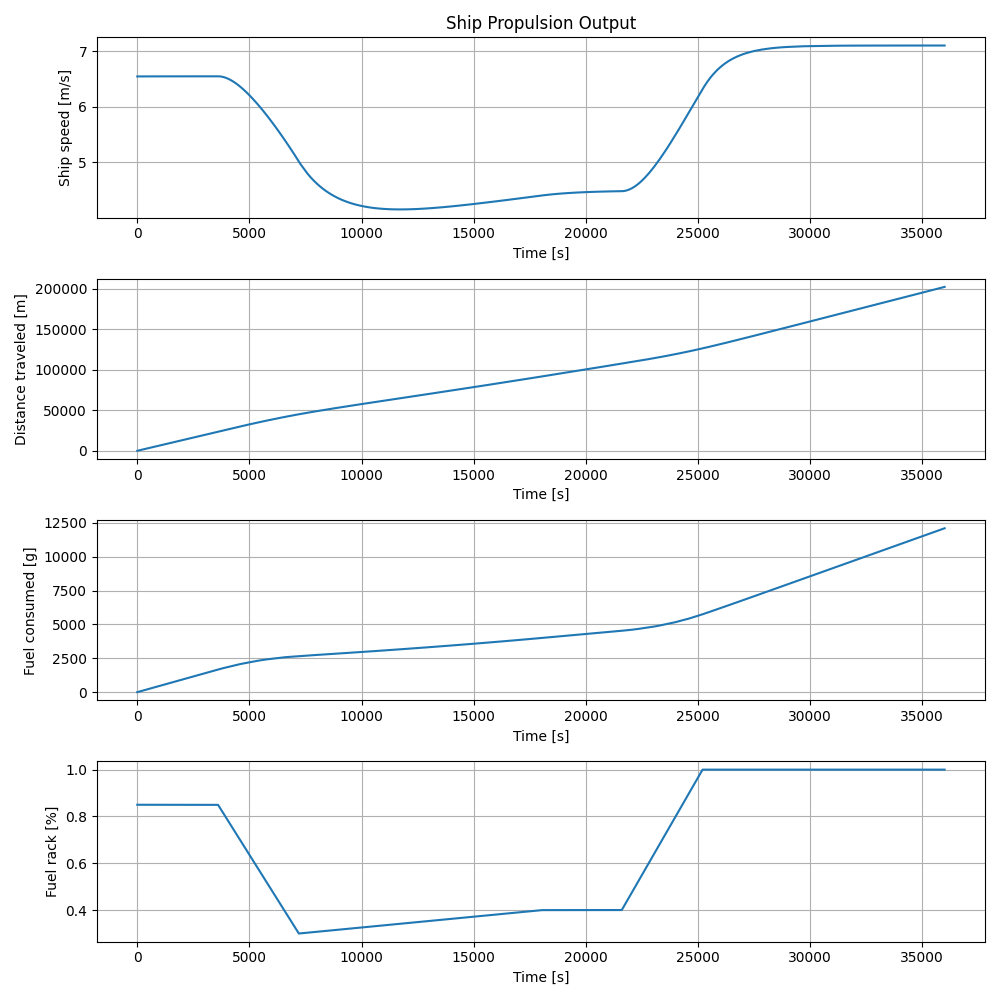 Ship Propulsion Output
Ship speed [m/s]
7
6
5
0 5000 10000 15000 20000 25000 30000 35000
Time [s]
Distance traveled [m]
200000
150000
100000
50000
0
0 5000 10000 15000 20000 25000 30000 35000
Time [s]
Fuel consumed [g]
12500
10000
7500
5000
2500
0
0 5000 10000 15000 20000 25000 30000 35000
Time [s]
Fuel rack [%]
1.0
0.8
0.6
0.4
0 5000 10000 15000 20000 25000 30000 35000
Time [s]